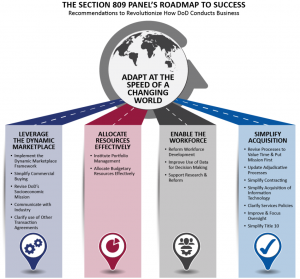 THE SECTION 809 PANEL'S ROADMAP TO SUCCESS
Recommendations to Revolutionize How DoD Conducts Business
ADAPT AT THE
SPEED OF A
CHANGING
WORLD
LEVERAGE
THE DYNAMIC
MARKETPLACE
• Implement the
Dynamic Marketplace
Framework
• Simplify Commercial
Buying
• Revise DoD's
Socioeconomic
Mission
• Communicate with
Industry
• Clarify use of Other
Transaction
Agreements
ALLOCATE
RESOURCES
EFFECTIVELY
• Institute Portfolio
Management
• Allocate Budgetary
Resources Effectively
ENABLE THE
WORKFORCE
• Reform Workforce
Development
• Improve Use of Data
for Decision Making
• Support Research &
Reform
SIMPLIFY
ACQUISITION
• Revise Processes to
Value Time & Put
Mission First
• Update Adjudicative
Processes
• Simplify Contracting
• Simplify Acquisition of
Information
Technology
• Clarify Services Policies
• Improve & Focus
Oversight
• Simplify Title 10